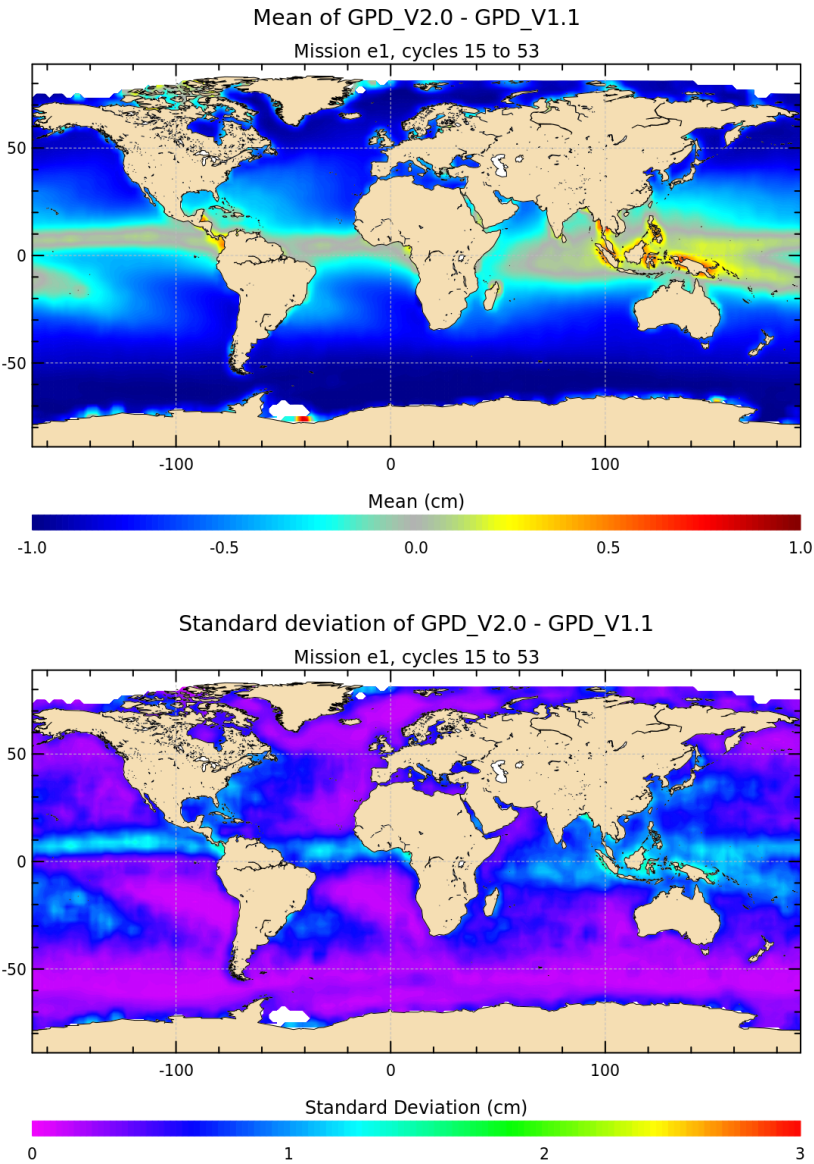 Mean of GPD_V2.0 - GPD_V1.1
Mission e1, cycles 15 to 53
50
0
-50
-100 0 100
Mean (cm)
-1.0 -0.5 0.0 0.5 1.0
Standard deviation of GPD_V2.0 - GPD_V1.1
Mission e1, cycles 15 to 53
50
0
-50
-100 0 100
Standard Deviation (cm)
0 1 2 3